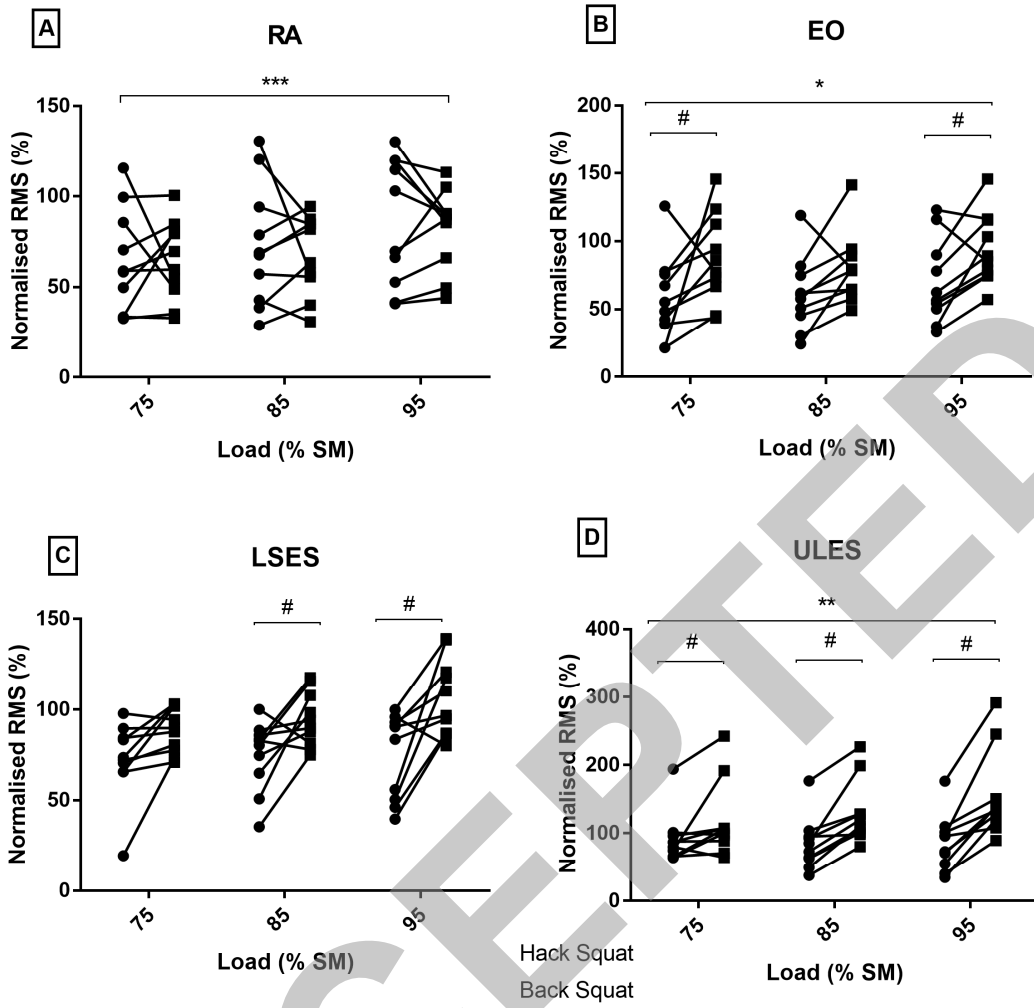 A
RA
***
150
100
50
0
Normalised RMS (%)
75
85
95
Load (% SM)
B
EO
*
#
#
200
150
100
50
0
Normalised RMS (%)
75
85
95
Load (% SM)
C
LSES
#
#
150
100
50
0
Normalised RMS (%)
75
85
95
Load (% SM)
D
ULES
**
#
#
#
400
300
200
100
0
Normalised RMS (%)
75
85
95
Load (% SM)
Hack Squat
Back Squat
CEPTED